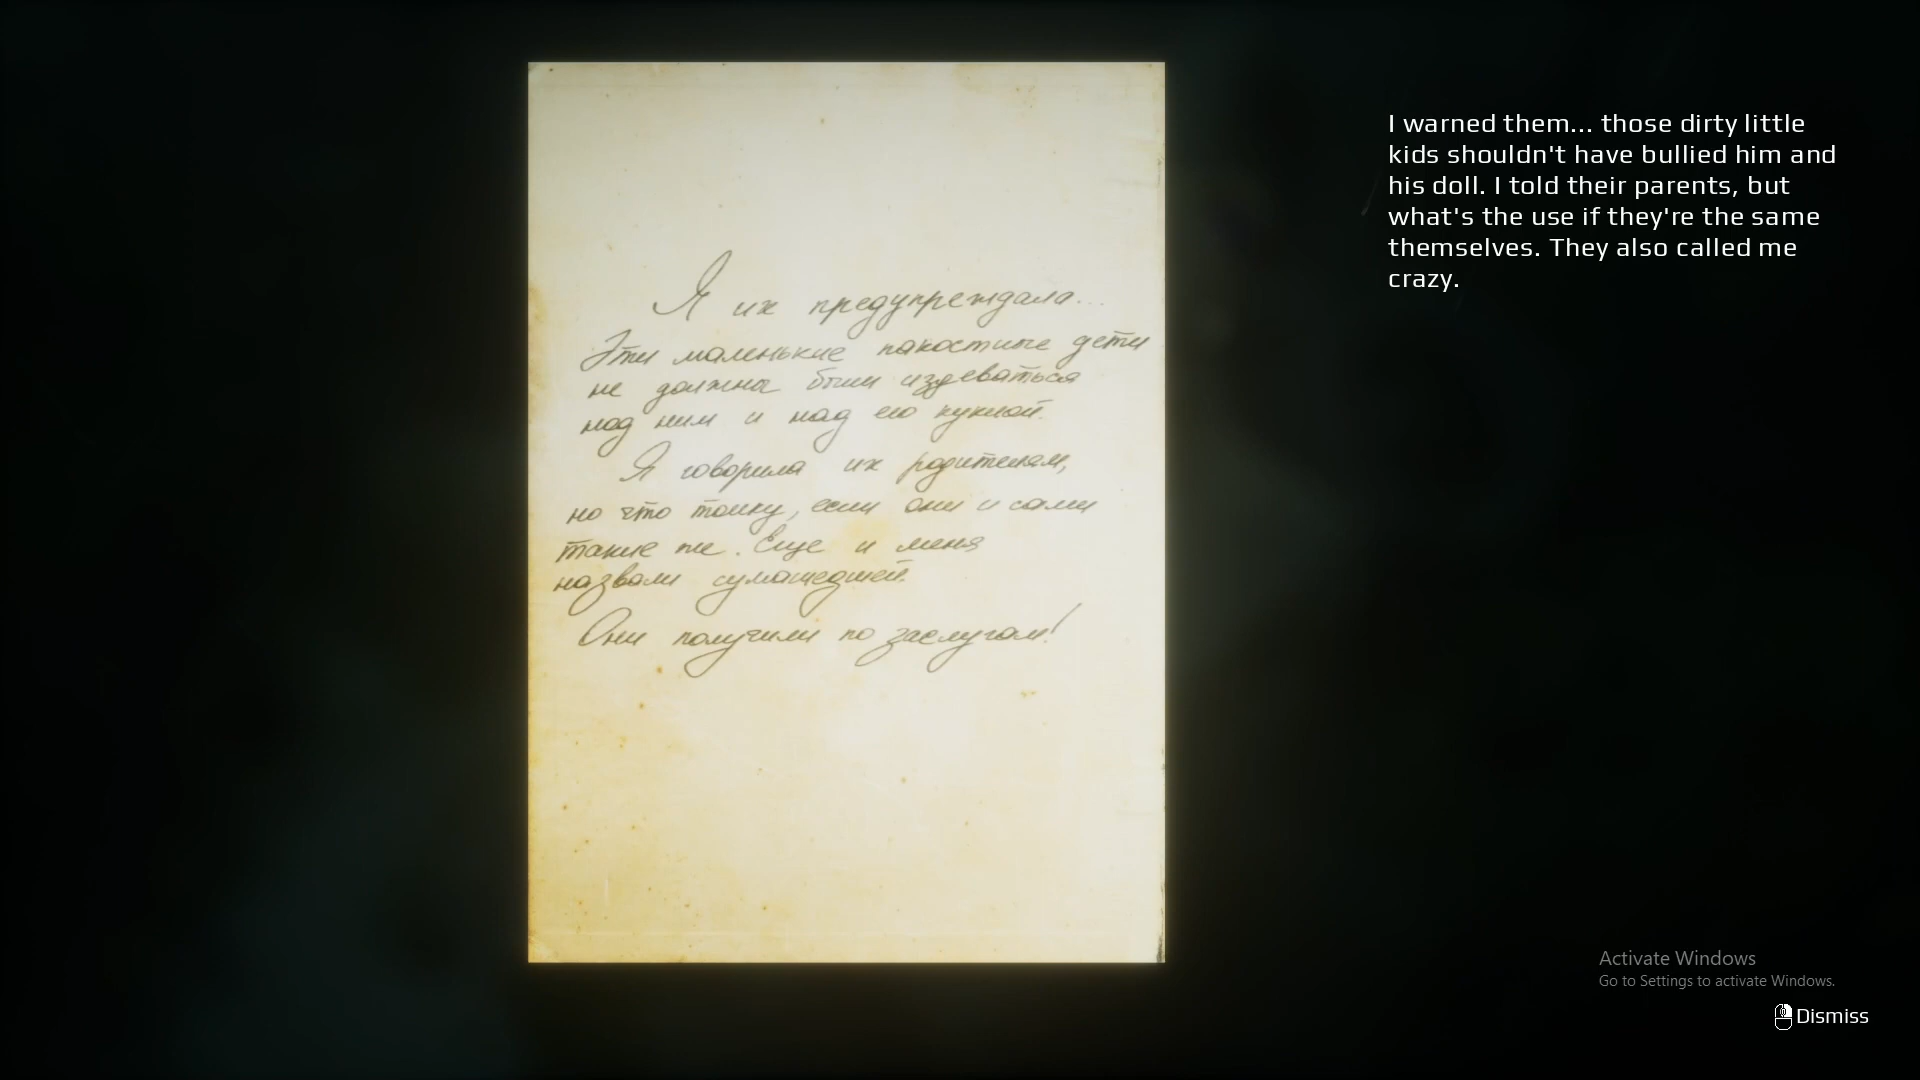 Я их предупреждала...
Эти маленькие пакостные дети
не должны были издеваться
над ним и над его куклой.
Я говорила их родителям,
но что толку, если они и сами
такие же. Еще и меня
назвали сумашедшей.
Они получили по заслугам!
I warned them... those dirty little
kids shouldn't have bullied him and
his doll. I told their parents, but
what's the use if they're the same
themselves. They also called me
crazy.
Activate Windows
Go to Settings to activate Windows.
Dismiss